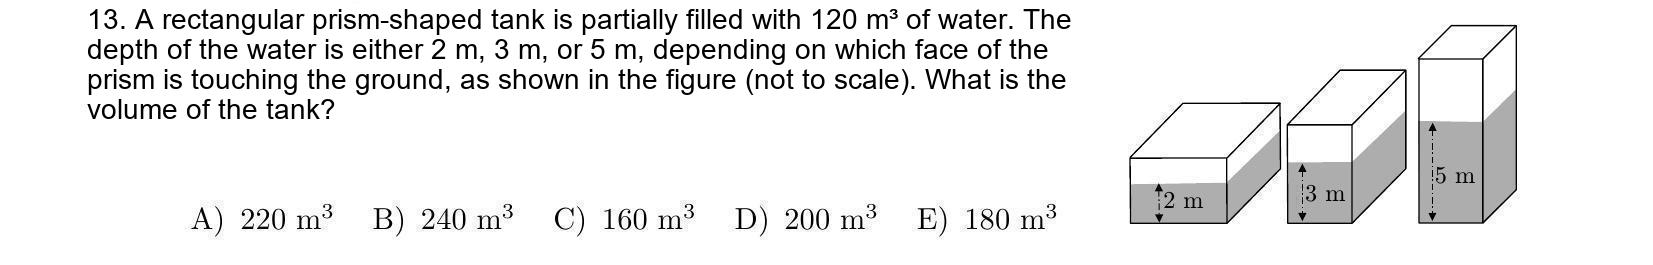 13. A rectangular prism-shaped tank is partially filled with 120 m³ of water. The
depth of the water is either 2 m, 3 m, or 5 m, depending on which face of the
prism is touching the ground, as shown in the figure (not to scale). What is the
volume of the tank?
A) 220 m³ B) 240 m³ C) 160 m³ D) 200 m³ E) 180 m³
2 m
3 m
5 m